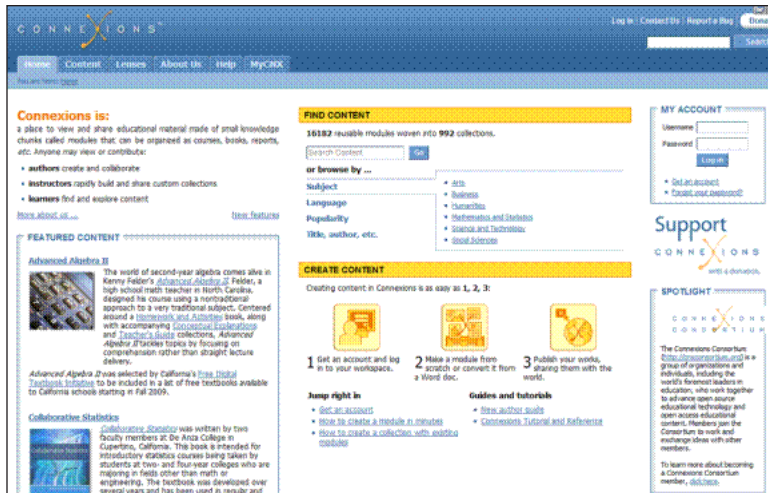 CONNEXIONS™
Log In | Contact Us | Report a Bug
Search
Home
Content
Lenses
About Us
Help
MyCNX
You are here: Home
Connexions is:
a place to view and share educational material made of small knowledge
chunks called modules that can be organized as courses, books, reports,
etc. Anyone may view or contribute:
authors create and collaborate
instructors rapidly build and share custom collections
learners find and explore content
More about us ...
New features
FEATURED CONTENT
Advanced Algebra II
The world of second-year algebra comes alive in
Kenny Felder's Advanced Algebra II. Felder, a
high school math teacher in North Carolina,
designed his course using a nontraditional
approach to a very traditional subject. Centered
around a Homework and Activities book, along
with accompanying Conceptual Explanations
and Teacher's Guide collections, Advanced
Algebra II tackles topics by focusing on
comprehension rather than straight lecture
delivery.
Advanced Algebra II was selected by California's Free Digital
Textbook Initiative to be included in a list of free textbooks available
to California schools starting in Fall 2009.
Collaborative Statistics
Collaborative Statistics was written by two
faculty members at De Anza College in
Cupertino, California. This book is intended for
introductory statistics courses being taken by
students at two- and four-year colleges who are
majoring in fields other than math or
engineering. The textbook was developed over
several years and has been used in regular and
FIND CONTENT
16182 reusable modules woven into 992 collections.
Search Content
Go
or browse by ...
Subject
Language
Popularity
Title, author, etc.
Arts
Business
Humanities
Mathematics and Statistics
Science and Technology
Social Sciences
CREATE CONTENT
Creating content in Connexions is as easy as 1, 2, 3:
1 Get an account and log
in to your workspace.
2 Make a module from
scratch or convert it from
a Word doc.
3 Publish your works,
sharing them with the
world.
Jump right in
Get an account
How to create a module in minutes
How to create a collection with existing
modules
Guides and tutorials
New author guide
Connexions Tutorial and Reference
MY ACCOUNT
Username
Password
Log in
Get an account
Forgot your password?
Support
CONNEXIONS
with a donation.
SPOTLIGHT
CONNEXIONS
CONSORTIUM
The Connexions Consortium
(http://cnxconsortium.org) is a
group of organizations and
individuals, including the
world's foremost leaders in
education, who work together
to advance open source
educational technology and
open access educational
content. Members join the
Consortium to work and
exchange ideas with other
members.
To learn more about becoming
a Connexions Consortium
member, click here.